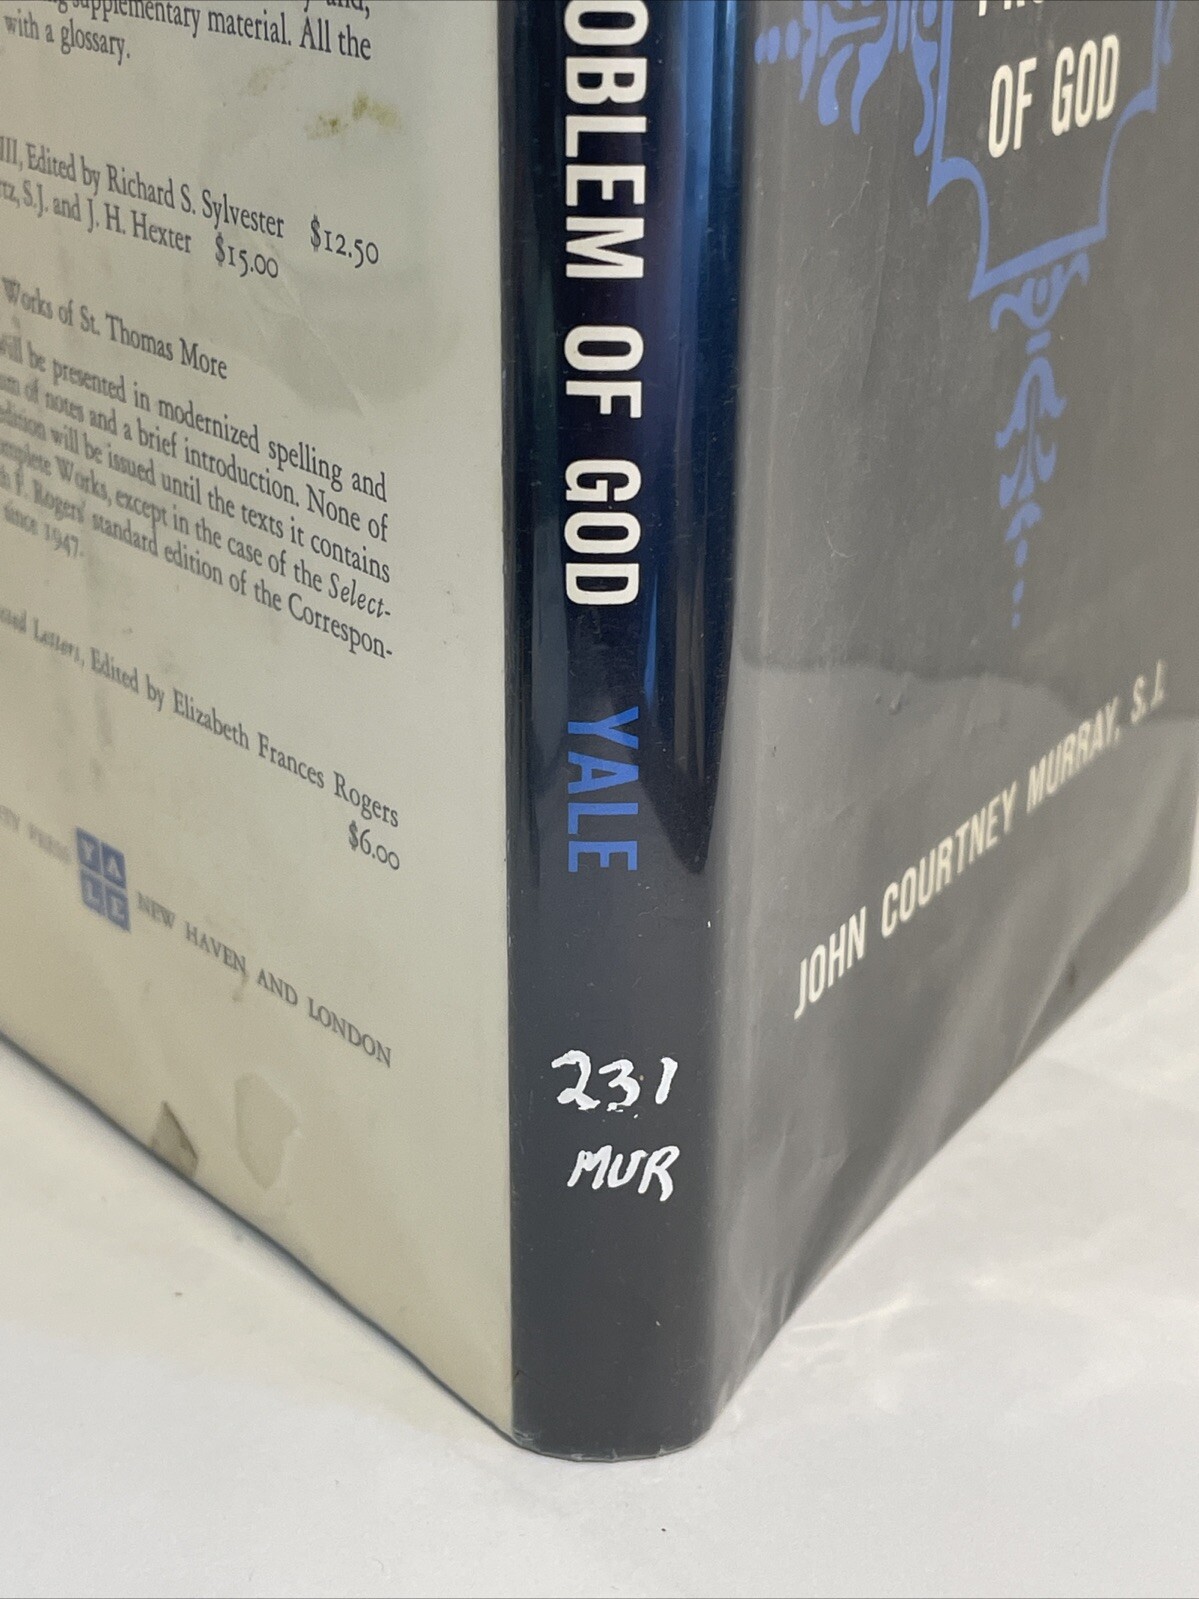 supplementary material. All the
with a glossary.
III, Edited by Richard S. Sylvester $12.50
S.J. and J. H. Hexter $15.00
Works of St. Thomas More
will be presented in modernized spelling and
of notes and a brief introduction. None of
edition will be issued until the texts it contains
Complete Works, except in the case of the Select-
F. Rogers' standard edition of the Correspon-
since 1947.
Letters, Edited by Elizabeth Frances Rogers
$6.00
PRESS YALE NEW HAVEN AND LONDON
OBLEM OF GOD YALE
231
MUR
OF GOD
JOHN COURTNEY MURRAY, S.J.